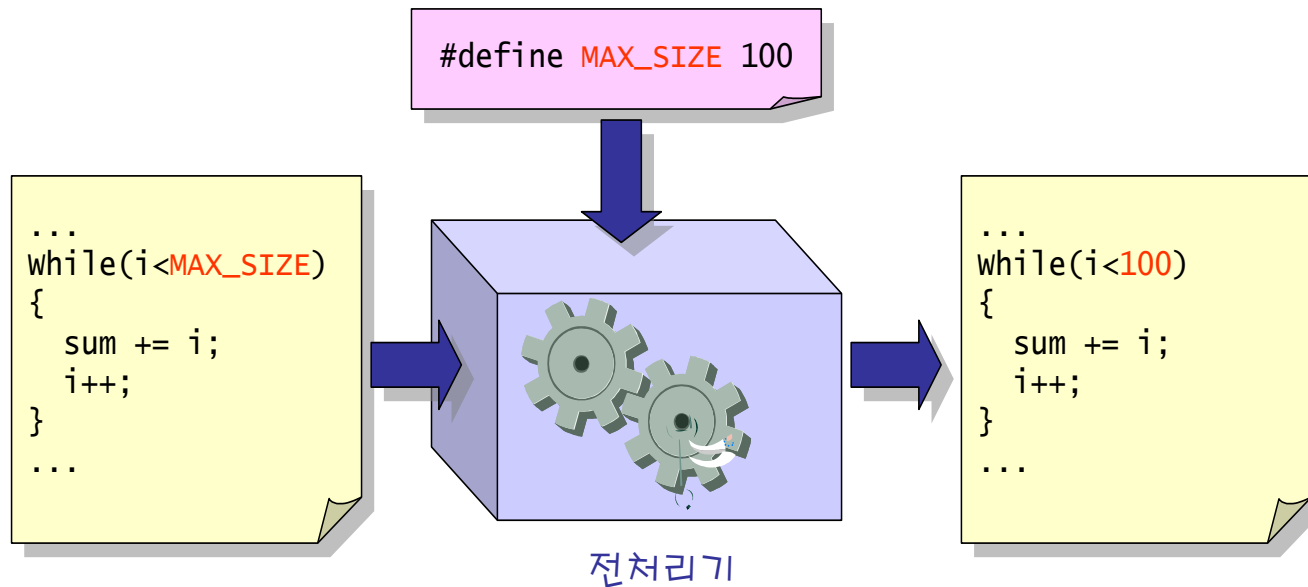 #define MAX_SIZE 100
...
while(i<MAX_SIZE)
{
sum += i;
i++;
}
...
...
while(i<100)
{
sum += i;
i++;
}
...
전처리기